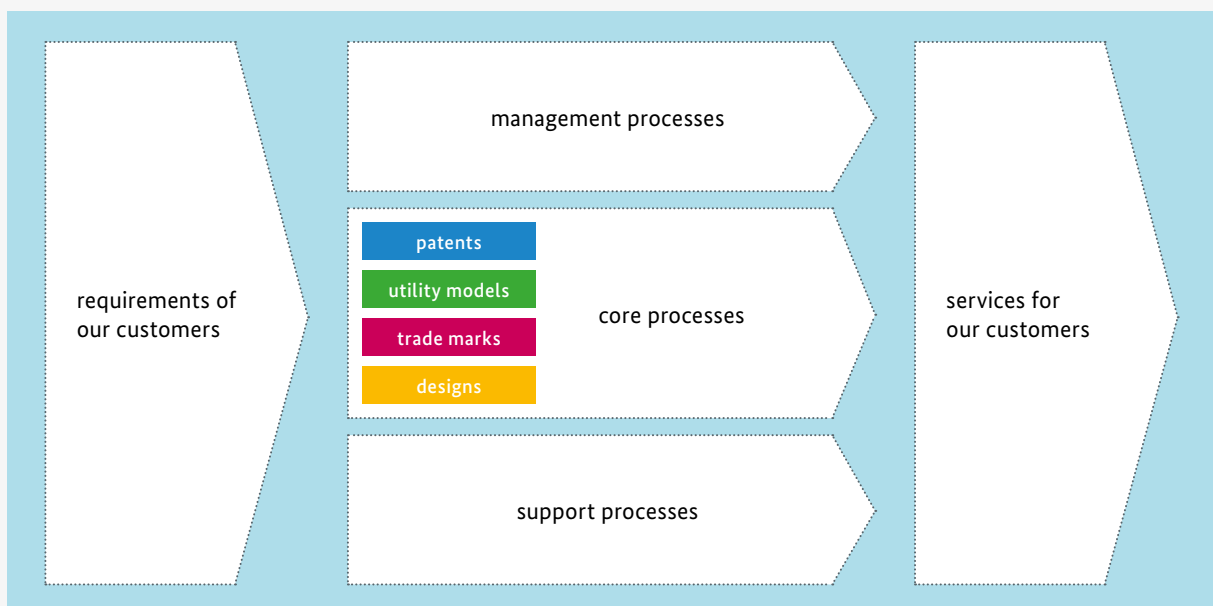 requirements of
our customers
management processes
patents
utility models
trade marks
designs
core processes
support processes
services for
our customers